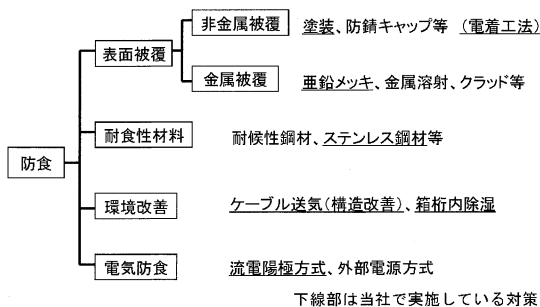 非金属被覆 塗装、防錆キャップ等 (電着工法)
表面被覆
金属被覆 亜鉛メッキ、金属溶射、クラッド等
耐食性材料 耐候性鋼材、ステンレス鋼材等
防食
環境改善 ケーブル送気(構造改善)、箱桁内除湿
電気防食 流電陽極方式、外部電源方式
下線部は当社で実施している対策